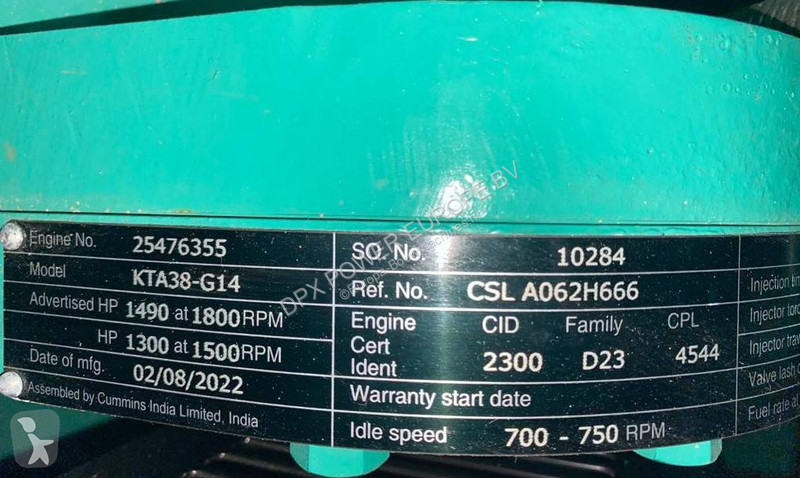 Engine No. 25476355
Model KTA38-G14
Advertised HP 1490 at 1800 RPM
HP 1300 at 1500 RPM
Date of mfg. 02/08/2022
Assembled by Cummins India Limited, India
SO. No. 10284
Ref. No. CSL A062H666
Engine CID Family CPL
Cert
Ident 2300 D23 4544
Warranty start date
Idle speed 700 - 750 RPM
Injection
Injector
Injector
Valve lash
Fuel rate
DPX POWER EUROPE BV